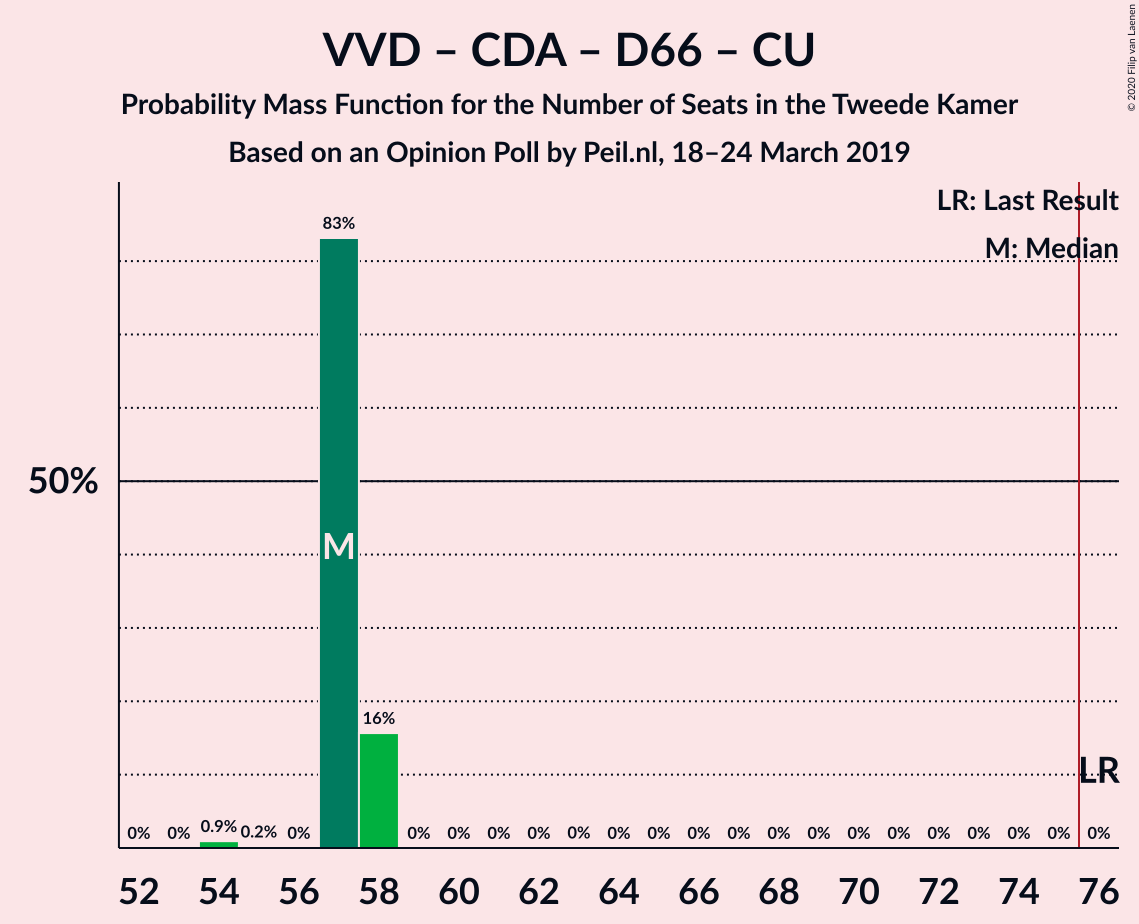 VVD – CDA – D66 – CU
Probability Mass Function for the Number of Seats in the Tweede Kamer
Based on an Opinion Poll by Peil.nl, 18–24 March 2019
© 2020 Filip van Laenen
LR: Last Result
M: Median
83%
50%
M
16%
LR
0% 0% 0.9% 0.2% 0% 0% 0% 0% 0% 0% 0% 0% 0% 0% 0% 0% 0% 0% 0% 0% 0% 0% 0%
52 54 56 58 60 62 64 66 68 70 72 74 76